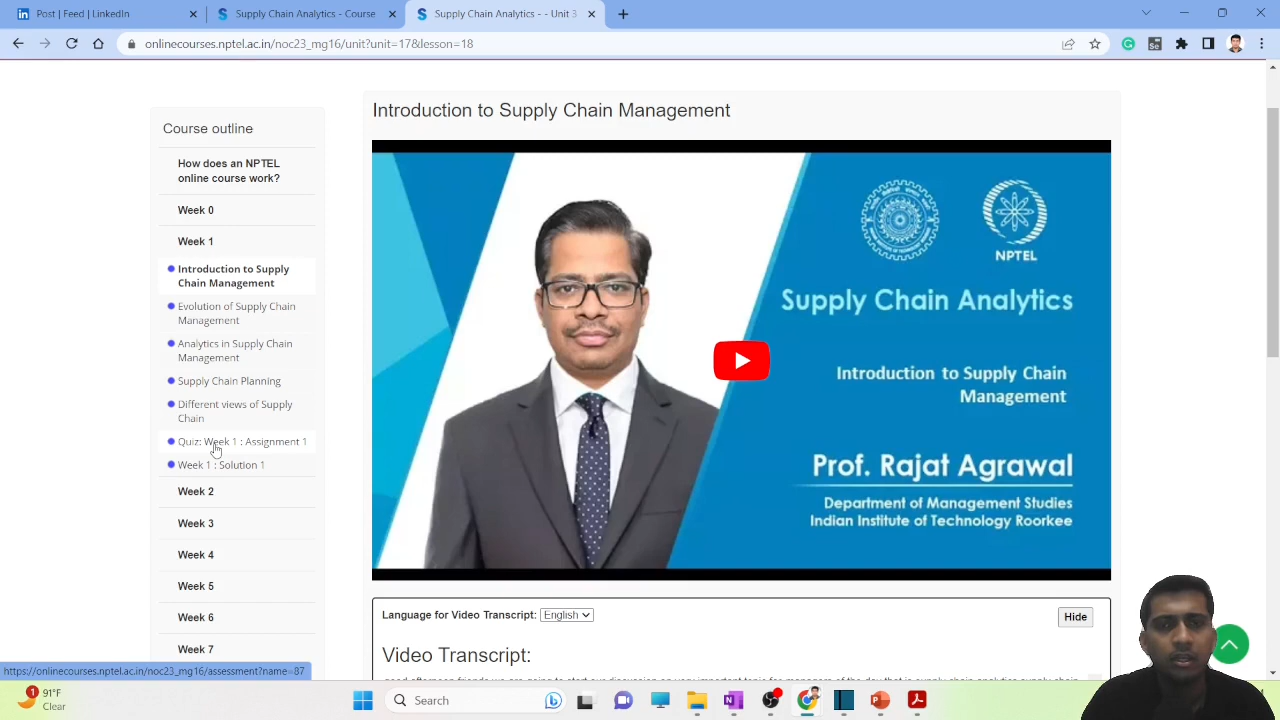 Post | Feed | LinkedIn
Supply Chain Analytics - Course
Supply Chain Analytics - - Unit 3
onlinecourses.nptel.ac.in/noc23_mg16/unit?unit=17&lesson=18
Course outline
How does an NPTEL
online course work?
Week 0
Week 1
Introduction to Supply
Chain Management
Evolution of Supply Chain
Management
Analytics in Supply Chain
Management
Supply Chain Planning
Different views of Supply
Chain
Quiz: Week 1 : Assignment 1
Week 1 : Solution 1
Week 2
Week 3
Week 4
Week 5
Week 6
Week 7
Introduction to Supply Chain Management
NPTEL
Supply Chain Analytics
Introduction to Supply Chain
Management
Prof. Rajat Agrawal
Department of Management Studies
Indian Institute of Technology Roorkee
Language for Video Transcript: English
Hide
Video Transcript:
https://onlinecourses.nptel.ac.in/noc23_mg16/assessment?name=87
1
91°F
Clear
Search